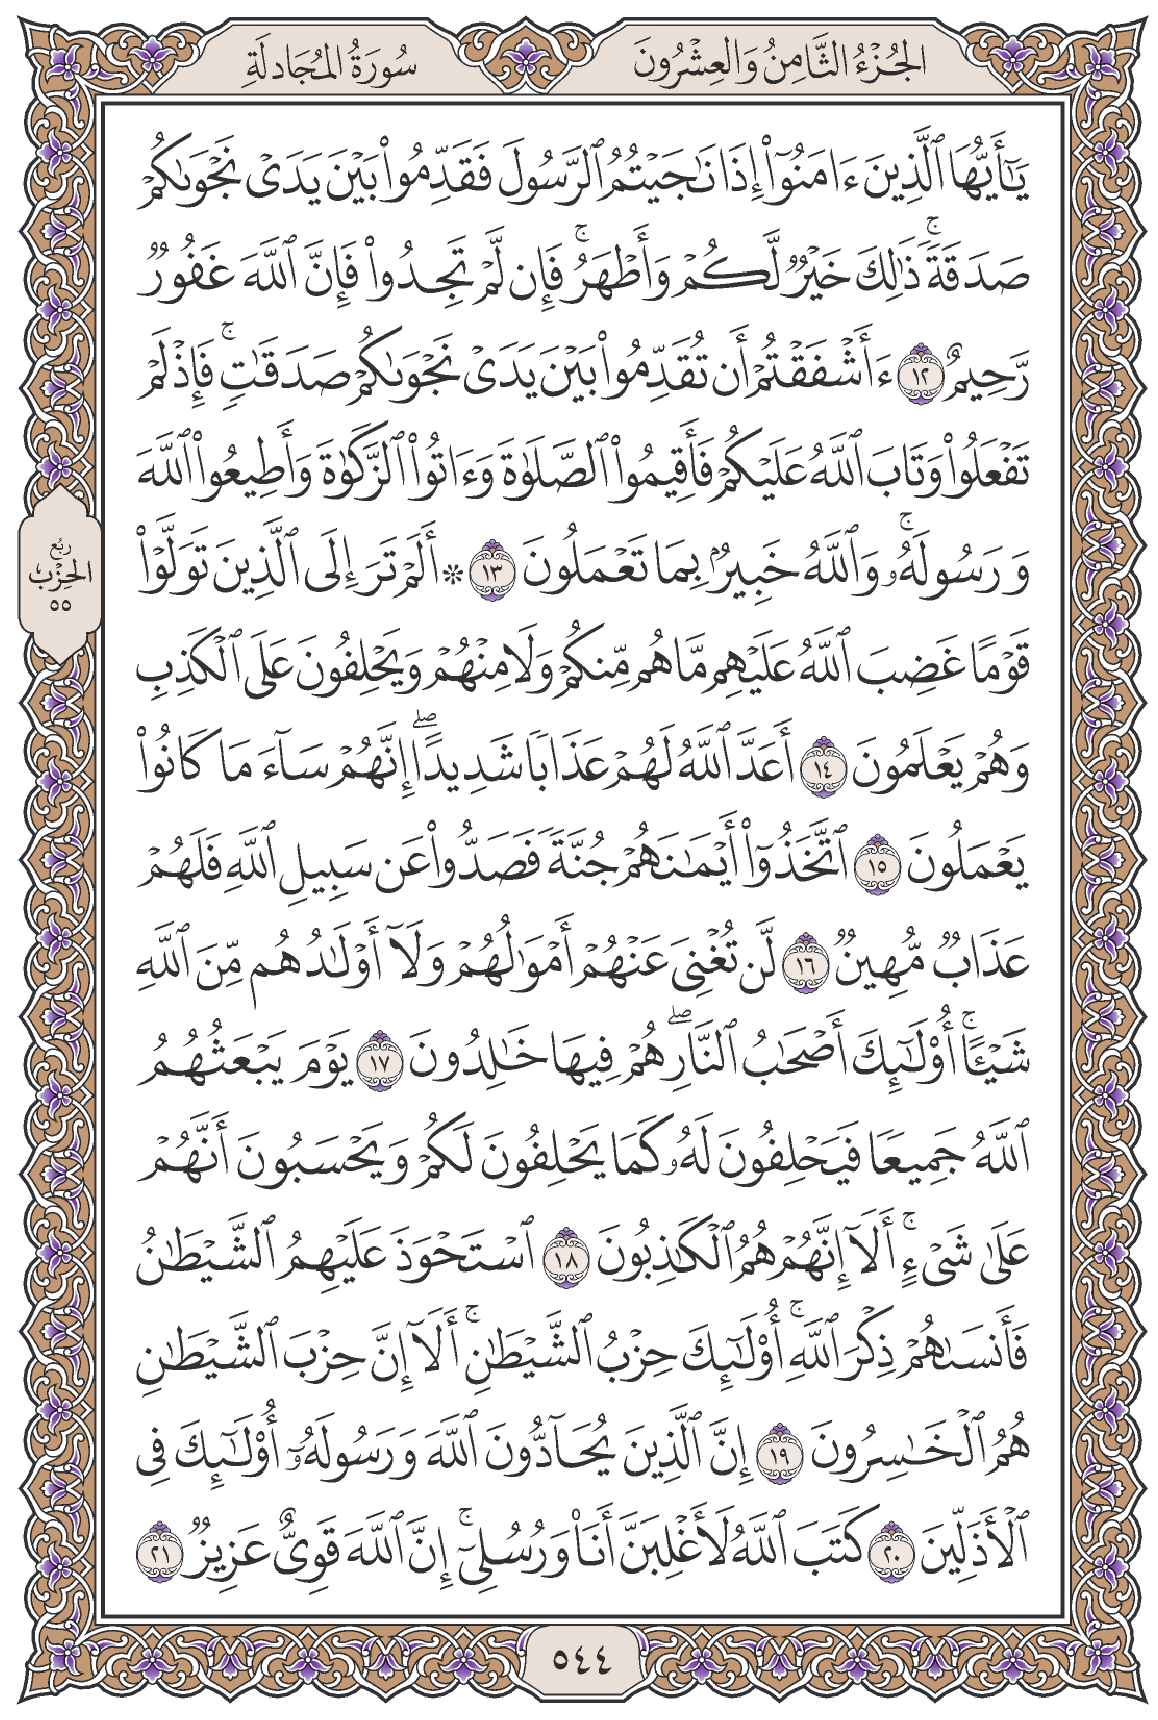 الجُزْءُ الثَّامِنُ وَالعِشْرُونَ
سُورَةُ المُجَادلَةِ
يَٰٓأَيُّهَا ٱلَّذِينَ ءَامَنُوٓاْ إِذَا نَٰجَيۡتُمُ ٱلرَّسُولَ فَقَدِّمُواْ بَيۡنَ يَدَيۡ نَجۡوَىٰكُمۡ
صَدَقَةٗۚ ذَٰلِكَ خَيۡرٞ لَّكُمۡ وَأَطۡهَرُۚ فَإِن لَّمۡ تَجِدُواْ فَإِنَّ ٱللَّهَ غَفُورٞ
رَّحِيمٌ ١٢ ءَأَشۡفَقۡتُمۡ أَن تُقَدِّمُواْ بَيۡنَ يَدَيۡ نَجۡوَىٰكُمۡ صَدَقَٰتٖۚ فَإِذۡ لَمۡ
تَفۡعَلُواْ وَتَابَ ٱللَّهُ عَلَيۡكُمۡ فَأَقِيمُواْ ٱلصَّلَوٰةَ وَءَاتُواْ ٱلزَّكَوٰةَ وَأَطِيعُواْ ٱللَّهَ
وَرَسُولَهُۥۚ وَٱللَّهُ خَبِيرُۢ بِمَا تَعۡمَلُونَ ١٣ ۞ أَلَمۡ تَرَ إِلَى ٱلَّذِينَ تَوَلَّوۡاْ
رُبع
الحِزْب
٥٥
قَوۡمًا غَضِبَ ٱللَّهُ عَلَيۡهِم مَّا هُم مِّنكُمۡ وَلَا مِنۡهُمۡ وَيَحۡلِفُونَ عَلَى ٱلۡكَذِبِ
وَهُمۡ يَعۡلَمُونَ ١٤ أَعَدَّ ٱللَّهُ لَهُمۡ عَذَابٗا شَدِيدًاۖ إِنَّهُمۡ سَآءَ مَا كَانُواْ
يَعۡمَلُونَ ١٥ ٱتَّخَذُوٓاْ أَيۡمَٰنَهُمۡ جُنَّةٗ فَصَدُّواْ عَن سَبِيلِ ٱللَّهِ فَلَهُمۡ
عَذَابٞ مُّهِينٞ ١٦ لَّن تُغۡنِيَ عَنۡهُمۡ أَمۡوَٰلُهُمۡ وَلَآ أَوۡلَٰدُهُم مِّنَ ٱللَّهِ
شَيۡـًٔاۚ أُوْلَٰٓئِكَ أَصۡحَٰبُ ٱلنَّارِۖ هُمۡ فِيهَا خَٰلِدُونَ ١٧ يَوۡمَ يَبۡعَثُهُمُ
ٱللَّهُ جَمِيعٗا فَيَحۡلِفُونَ لَهُۥ كَمَا يَحۡلِفُونَ لَكُمۡ وَيَحۡسَبُونَ أَنَّهُمۡ
عَلَىٰ شَيۡءٍۚ أَلَآ إِنَّهُمۡ هُمُ ٱلۡكَٰذِبُونَ ١٨ ٱسۡتَحۡوَذَ عَلَيۡهِمُ ٱلشَّيۡطَٰنُ
فَأَنسَىٰهُمۡ ذِكۡرَ ٱللَّهِۚ أُوْلَٰٓئِكَ حِزۡبُ ٱلشَّيۡطَٰنِۚ أَلَآ إِنَّ حِزۡبَ ٱلشَّيۡطَٰنِ
هُمُ ٱلۡخَٰسِرُونَ ١٩ إِنَّ ٱلَّذِينَ يُحَآدُّونَ ٱللَّهَ وَرَسُولَهُۥٓ أُوْلَٰٓئِكَ فِي
ٱلۡأَذَلِّينَ ٢٠ كَتَبَ ٱللَّهُ لَأَغۡلِبَنَّ أَنَا۠ وَرُسُلِيٓۚ إِنَّ ٱللَّهَ قَوِيٌّ عَزِيزٞ ٢١
٥٤٤